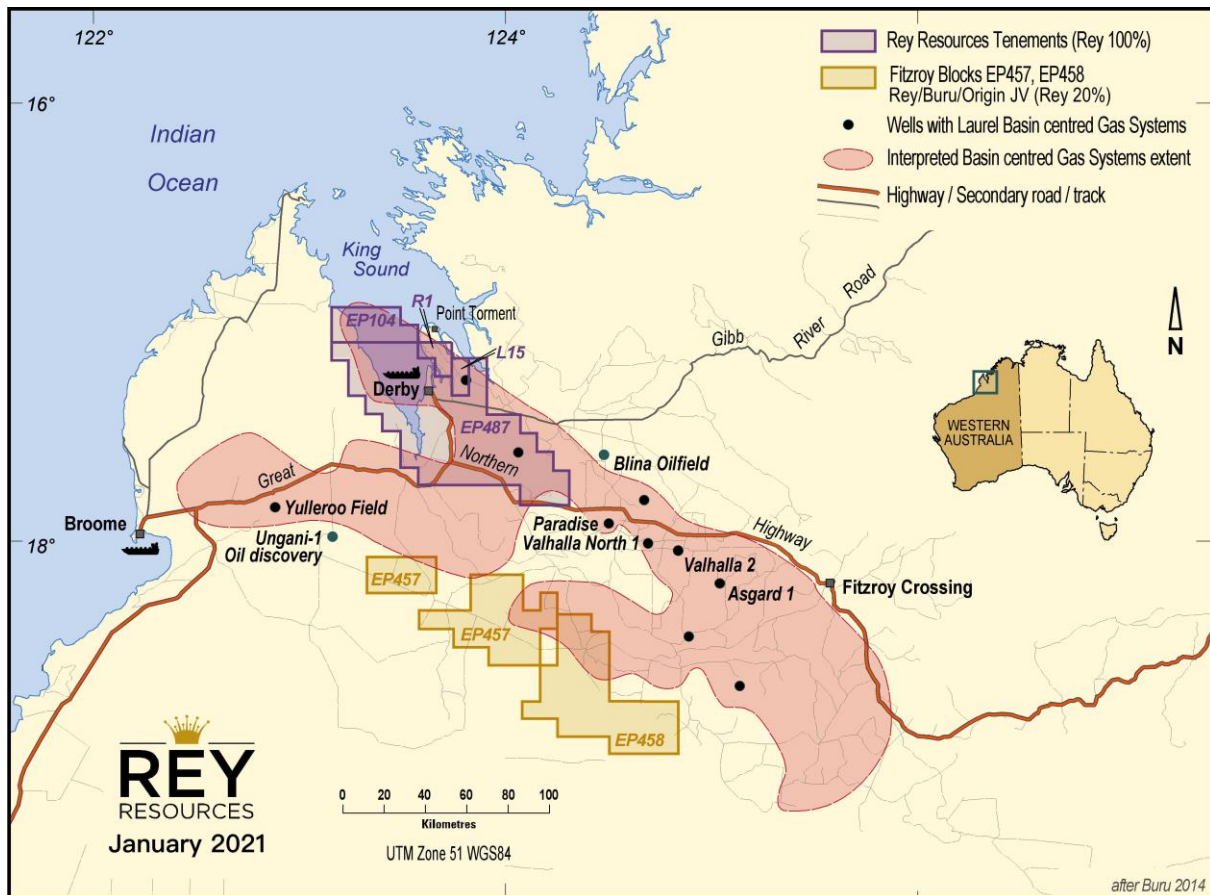 122°
124°
16°
18°
Rey Resources Tenements (Rey 100%)
Fitzroy Blocks EP457, EP458
Rey/Buru/Origin JV (Rey 20%)
Wells with Laurel Basin centred Gas Systems
Interpreted Basin centred Gas Systems extent
Highway / Secondary road / track
Indian
Ocean
King
Sound
R1
EP104
Point Torment
L15
Derby
EP487
Gibb
River
Road
N
WESTERN
AUSTRALIA
Great
Northern
Highway
Blina Oilfield
Broome
Yulleroo Field
Ungani-1
Oil discovery
Paradise
Valhalla North 1
Valhalla 2
Asgard 1
Fitzroy Crossing
EP457
EP457
EP458
REY
RESOURCES
January 2021
0 20 40 60 80 100
Kilometres
UTM Zone 51 WGS84
after Buru 2014